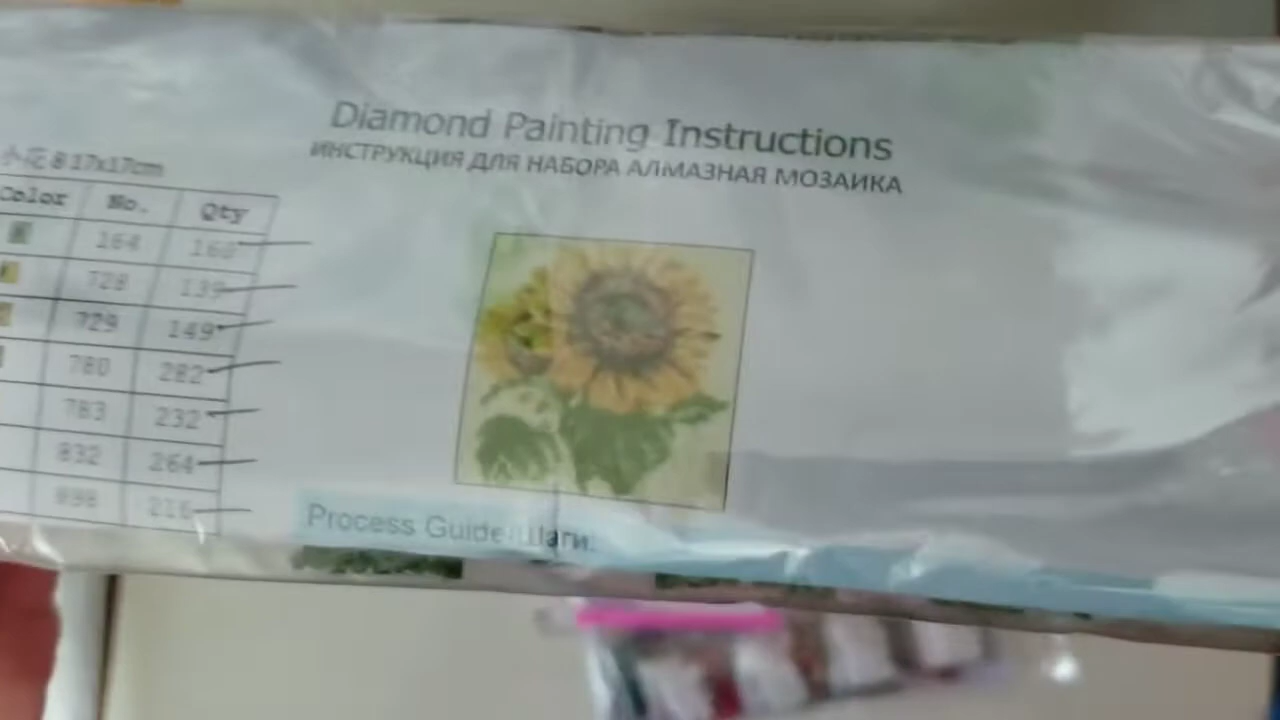 Diamond Painting Instructions
ИНСТРУКЦИЯ ДЛЯ НАБОРА АЛМАЗНАЯ МОЗАИКА
17x17cm
Color No. Qty
164 160
728 139
729 149
780 282
783 232
832 264
898 216
Process Guide Шаги: